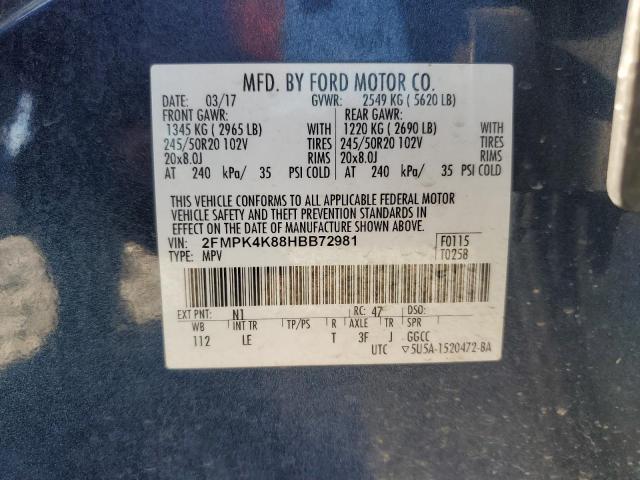 MFD. BY FORD MOTOR CO.
DATE: 03/17 GVWR: 2549 KG ( 5620 LB)
FRONT GAWR: REAR GAWR:
1345 KG ( 2965 LB) WITH 1220 KG ( 2690 LB) WITH
245/50R20 102V TIRES 245/50R20 102V TIRES
20x8.0J RIMS 20x8.0J RIMS
AT 240 kPa/ 35 PSI COLD AT 240 kPa/ 35 PSI COLD
THIS VEHICLE CONFORMS TO ALL APPLICABLE FEDERAL MOTOR
VEHICLE SAFETY AND THEFT PREVENTION STANDARDS IN
EFFECT ON THE DATE OF MANUFACTURE SHOWN ABOVE.
VIN: 2FMPK4K88HBB72981 F0115
TYPE: MPV T0258
EXT PNT: N1 RC: 47 DSO:
WB INT TR TP/PS R AXLE TR SPR
112 LE T 3F J GGCC
UTC ▽5U5A-1520472-BA